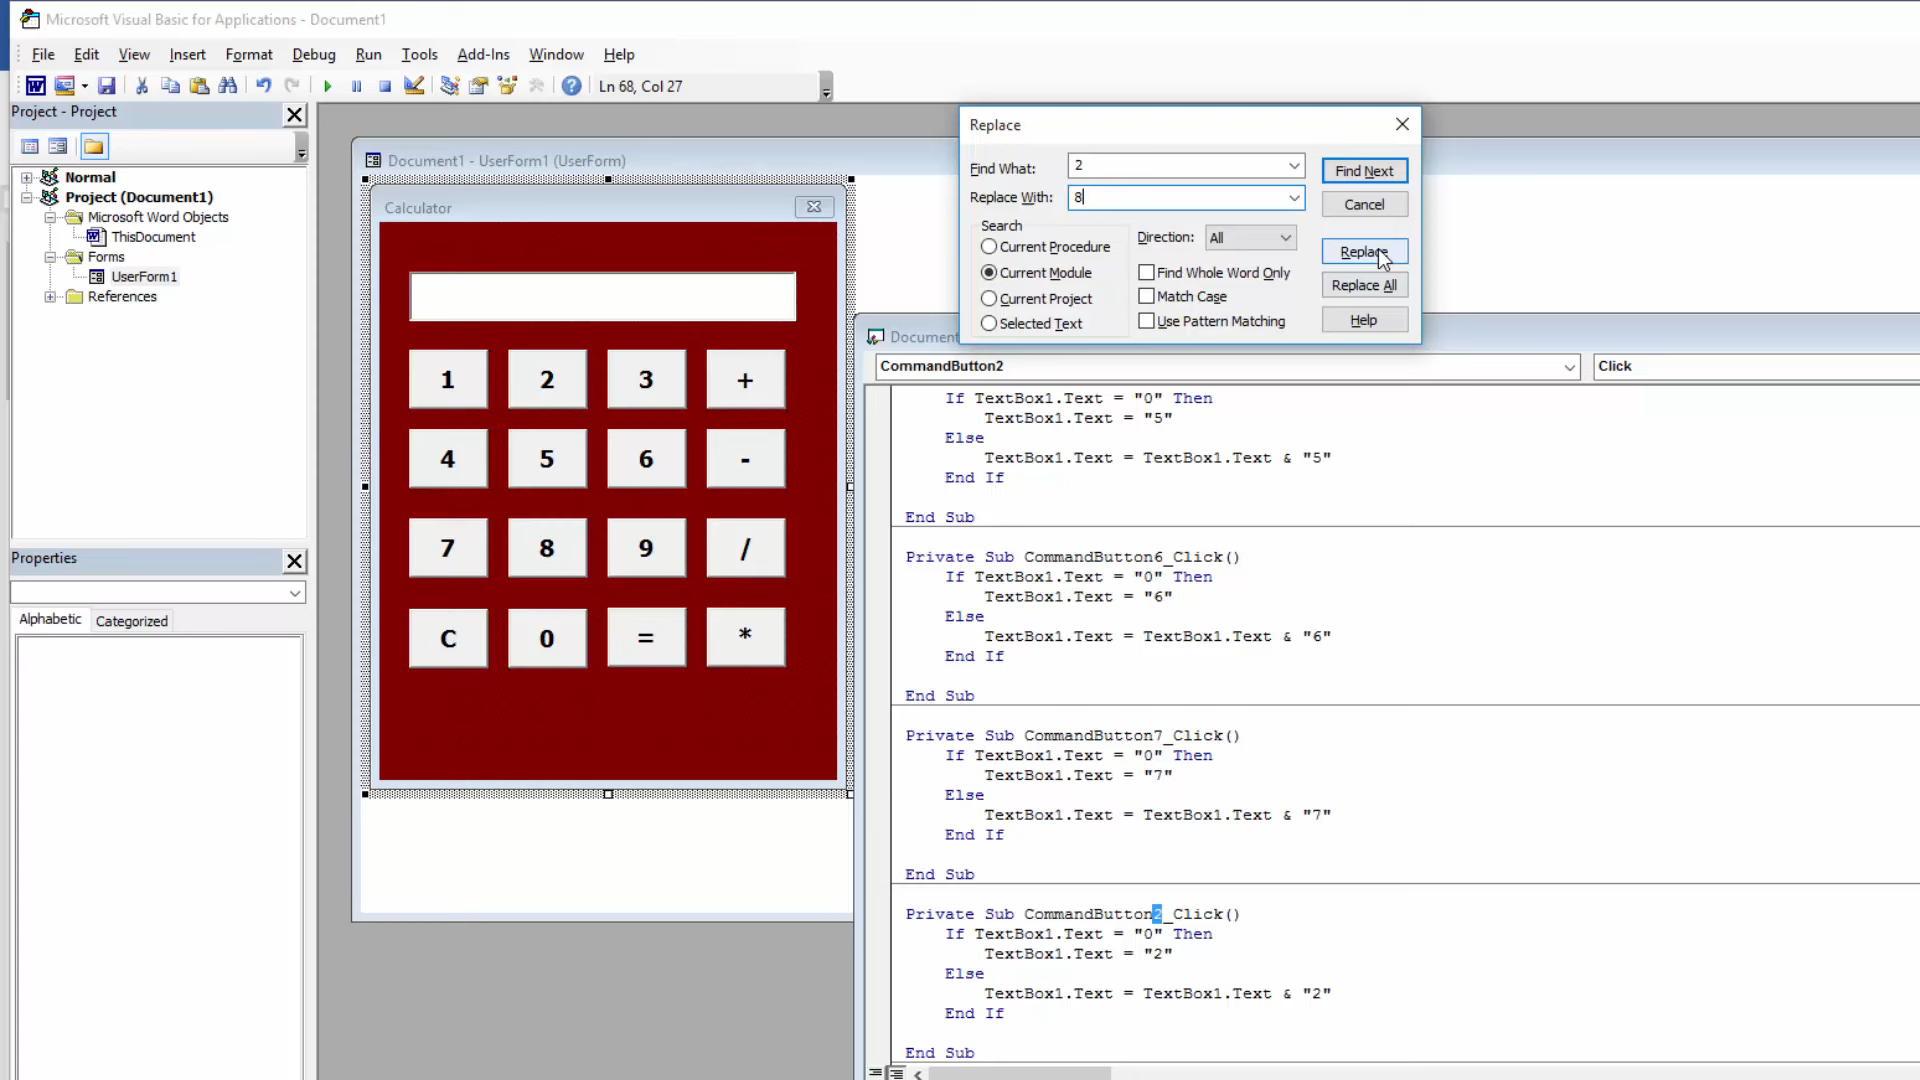 Microsoft Visual Basic for Applications - Document1
File Edit View Insert Format Debug Run Tools Add-Ins Window Help
Ln 68, Col 27
Project - Project
Normal
Project (Document1)
Microsoft Word Objects
ThisDocument
Forms
UserForm1
References
Properties
Alphabetic Categorized
Document1 - UserForm1 (UserForm)
Calculator
1 2 3 +
4 5 6 -
7 8 9 /
C 0 = *
Replace
Find What: 2 Find Next
Replace With: 8 Cancel
Search
Direction: All
Current Procedure
Current Module
Current Project
Selected Text
Find Whole Word Only
Match Case
Use Pattern Matching
Replace
Replace All
Help
Document
CommandButton2 Click
If TextBox1.Text = "0" Then
TextBox1.Text = "5"
Else
TextBox1.Text = TextBox1.Text & "5"
End If
End Sub
Private Sub CommandButton6_Click()
If TextBox1.Text = "0" Then
TextBox1.Text = "6"
Else
TextBox1.Text = TextBox1.Text & "6"
End If
End Sub
Private Sub CommandButton7_Click()
If TextBox1.Text = "0" Then
TextBox1.Text = "7"
Else
TextBox1.Text = TextBox1.Text & "7"
End If
End Sub
Private Sub CommandButton2_Click()
If TextBox1.Text = "0" Then
TextBox1.Text = "2"
Else
TextBox1.Text = TextBox1.Text & "2"
End If
End Sub